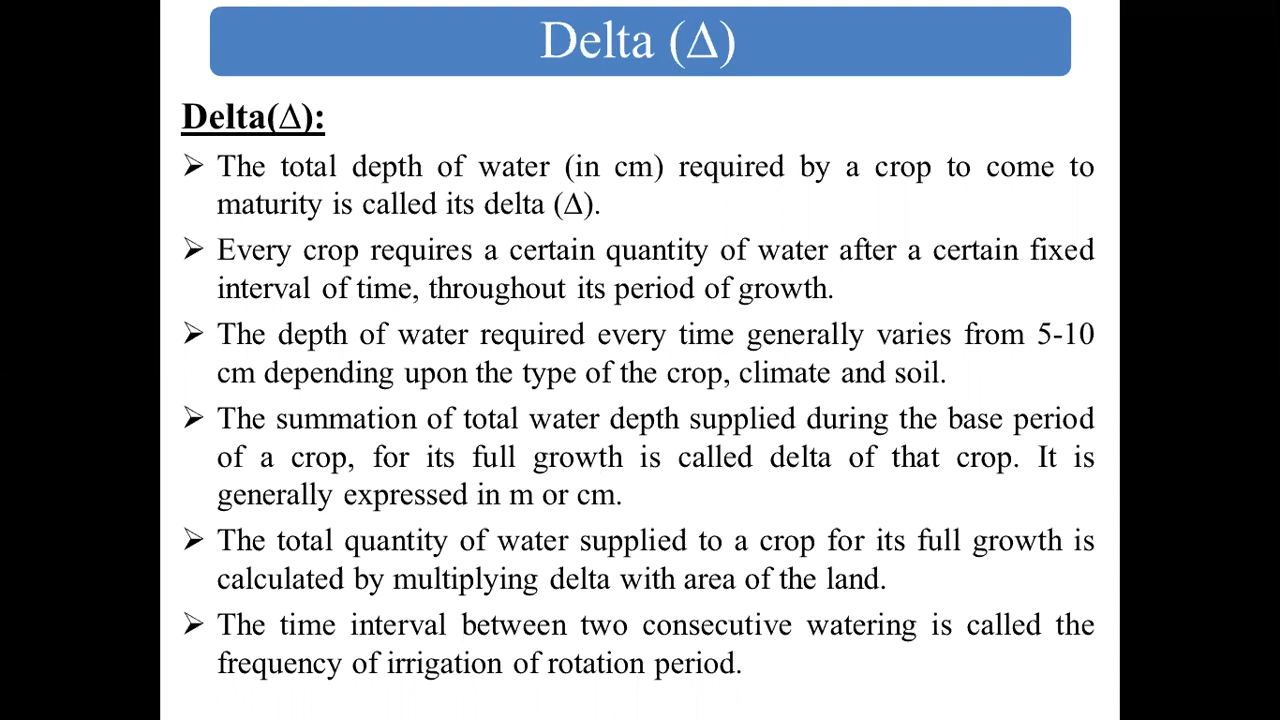 Delta (Δ)
Delta(Δ):
➢ The total depth of water (in cm) required by a crop to come to
maturity is called its delta (Δ).
➢ Every crop requires a certain quantity of water after a certain fixed
interval of time, throughout its period of growth.
➢ The depth of water required every time generally varies from 5-10
cm depending upon the type of the crop, climate and soil.
➢ The summation of total water depth supplied during the base period
of a crop, for its full growth is called delta of that crop. It is
generally expressed in m or cm.
➢ The total quantity of water supplied to a crop for its full growth is
calculated by multiplying delta with area of the land.
➢ The time interval between two consecutive watering is called the
frequency of irrigation of rotation period.